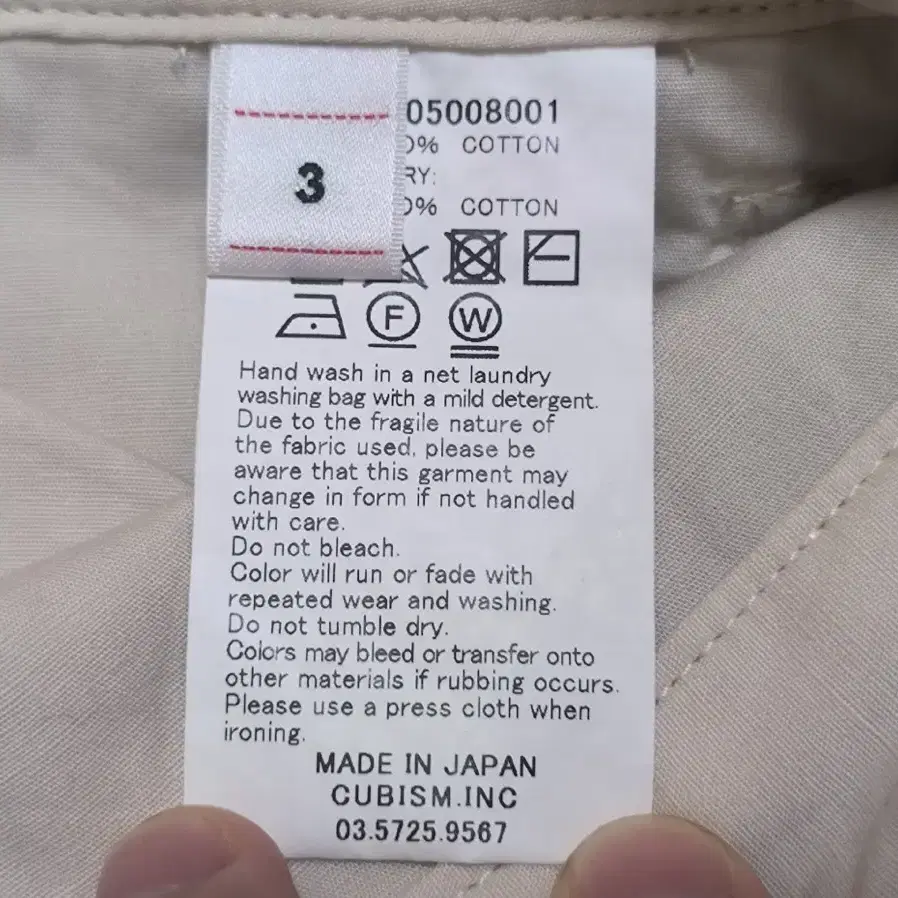 3
05008001
0% COTTON
RY:
0% COTTON
F
W
Hand wash in a net laundry
washing bag with a mild detergent.
Due to the fragile nature of
the fabric used, please be
aware that this garment may
change in form if not handled
with care.
Do not bleach.
Color will run or fade with
repeated wear and washing.
Do not tumble dry.
Colors may bleed or transfer onto
other materials if rubbing occurs.
Please use a press cloth when
ironing.
MADE IN JAPAN
CUBISM.INC
03.5725.9567